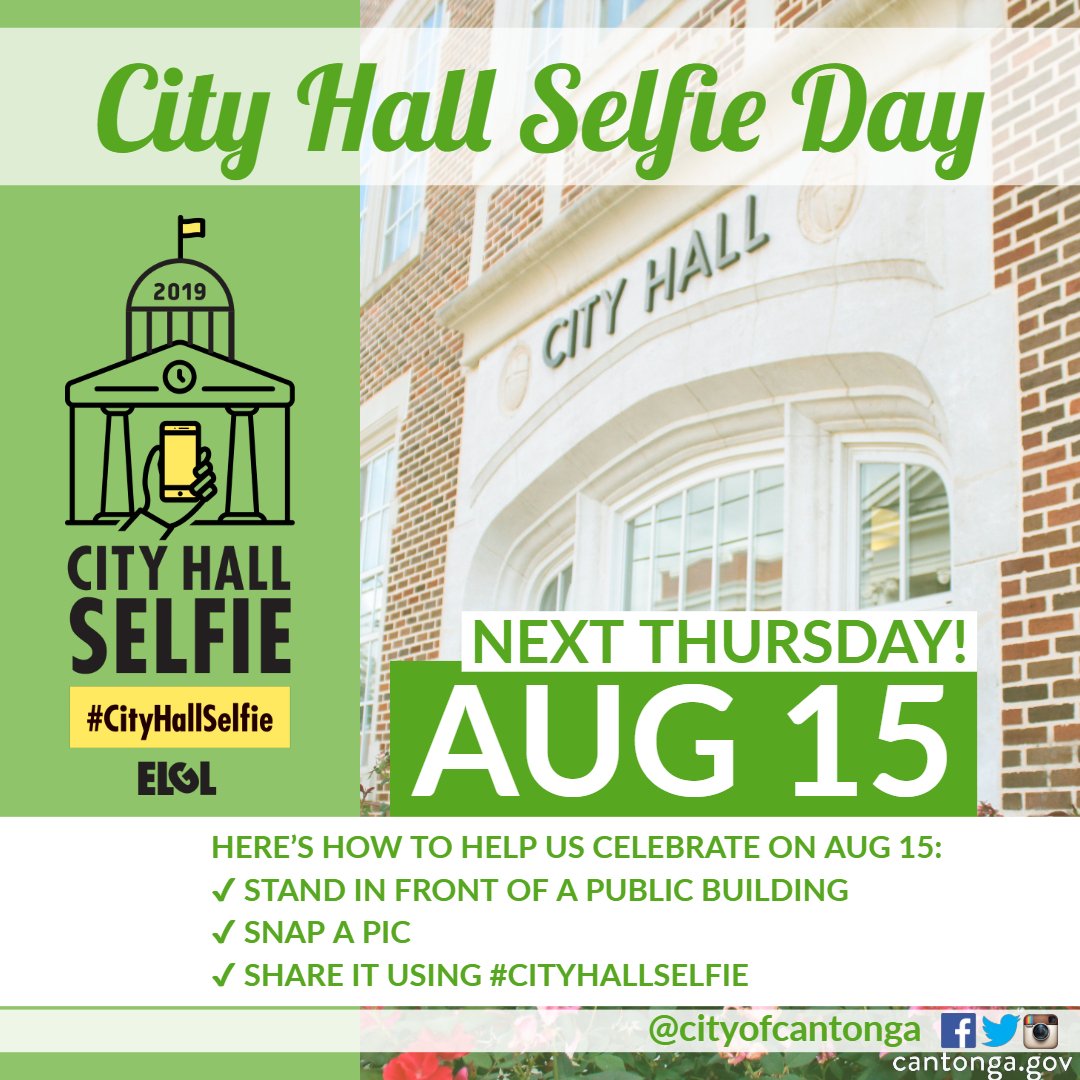 City Hall Selfie Day
2019
CITY HALL
SELFIE
#CityHallSelfie
ELGL
CITY HALL
NEXT THURSDAY!
AUG 15
HERE'S HOW TO HELP US CELEBRATE ON AUG 15:
✓ STAND IN FRONT OF A PUBLIC BUILDING
✓ SNAP A PIC
✓ SHARE IT USING #CITYHALLSELFIE
@cityofcantonga
cantonga.gov